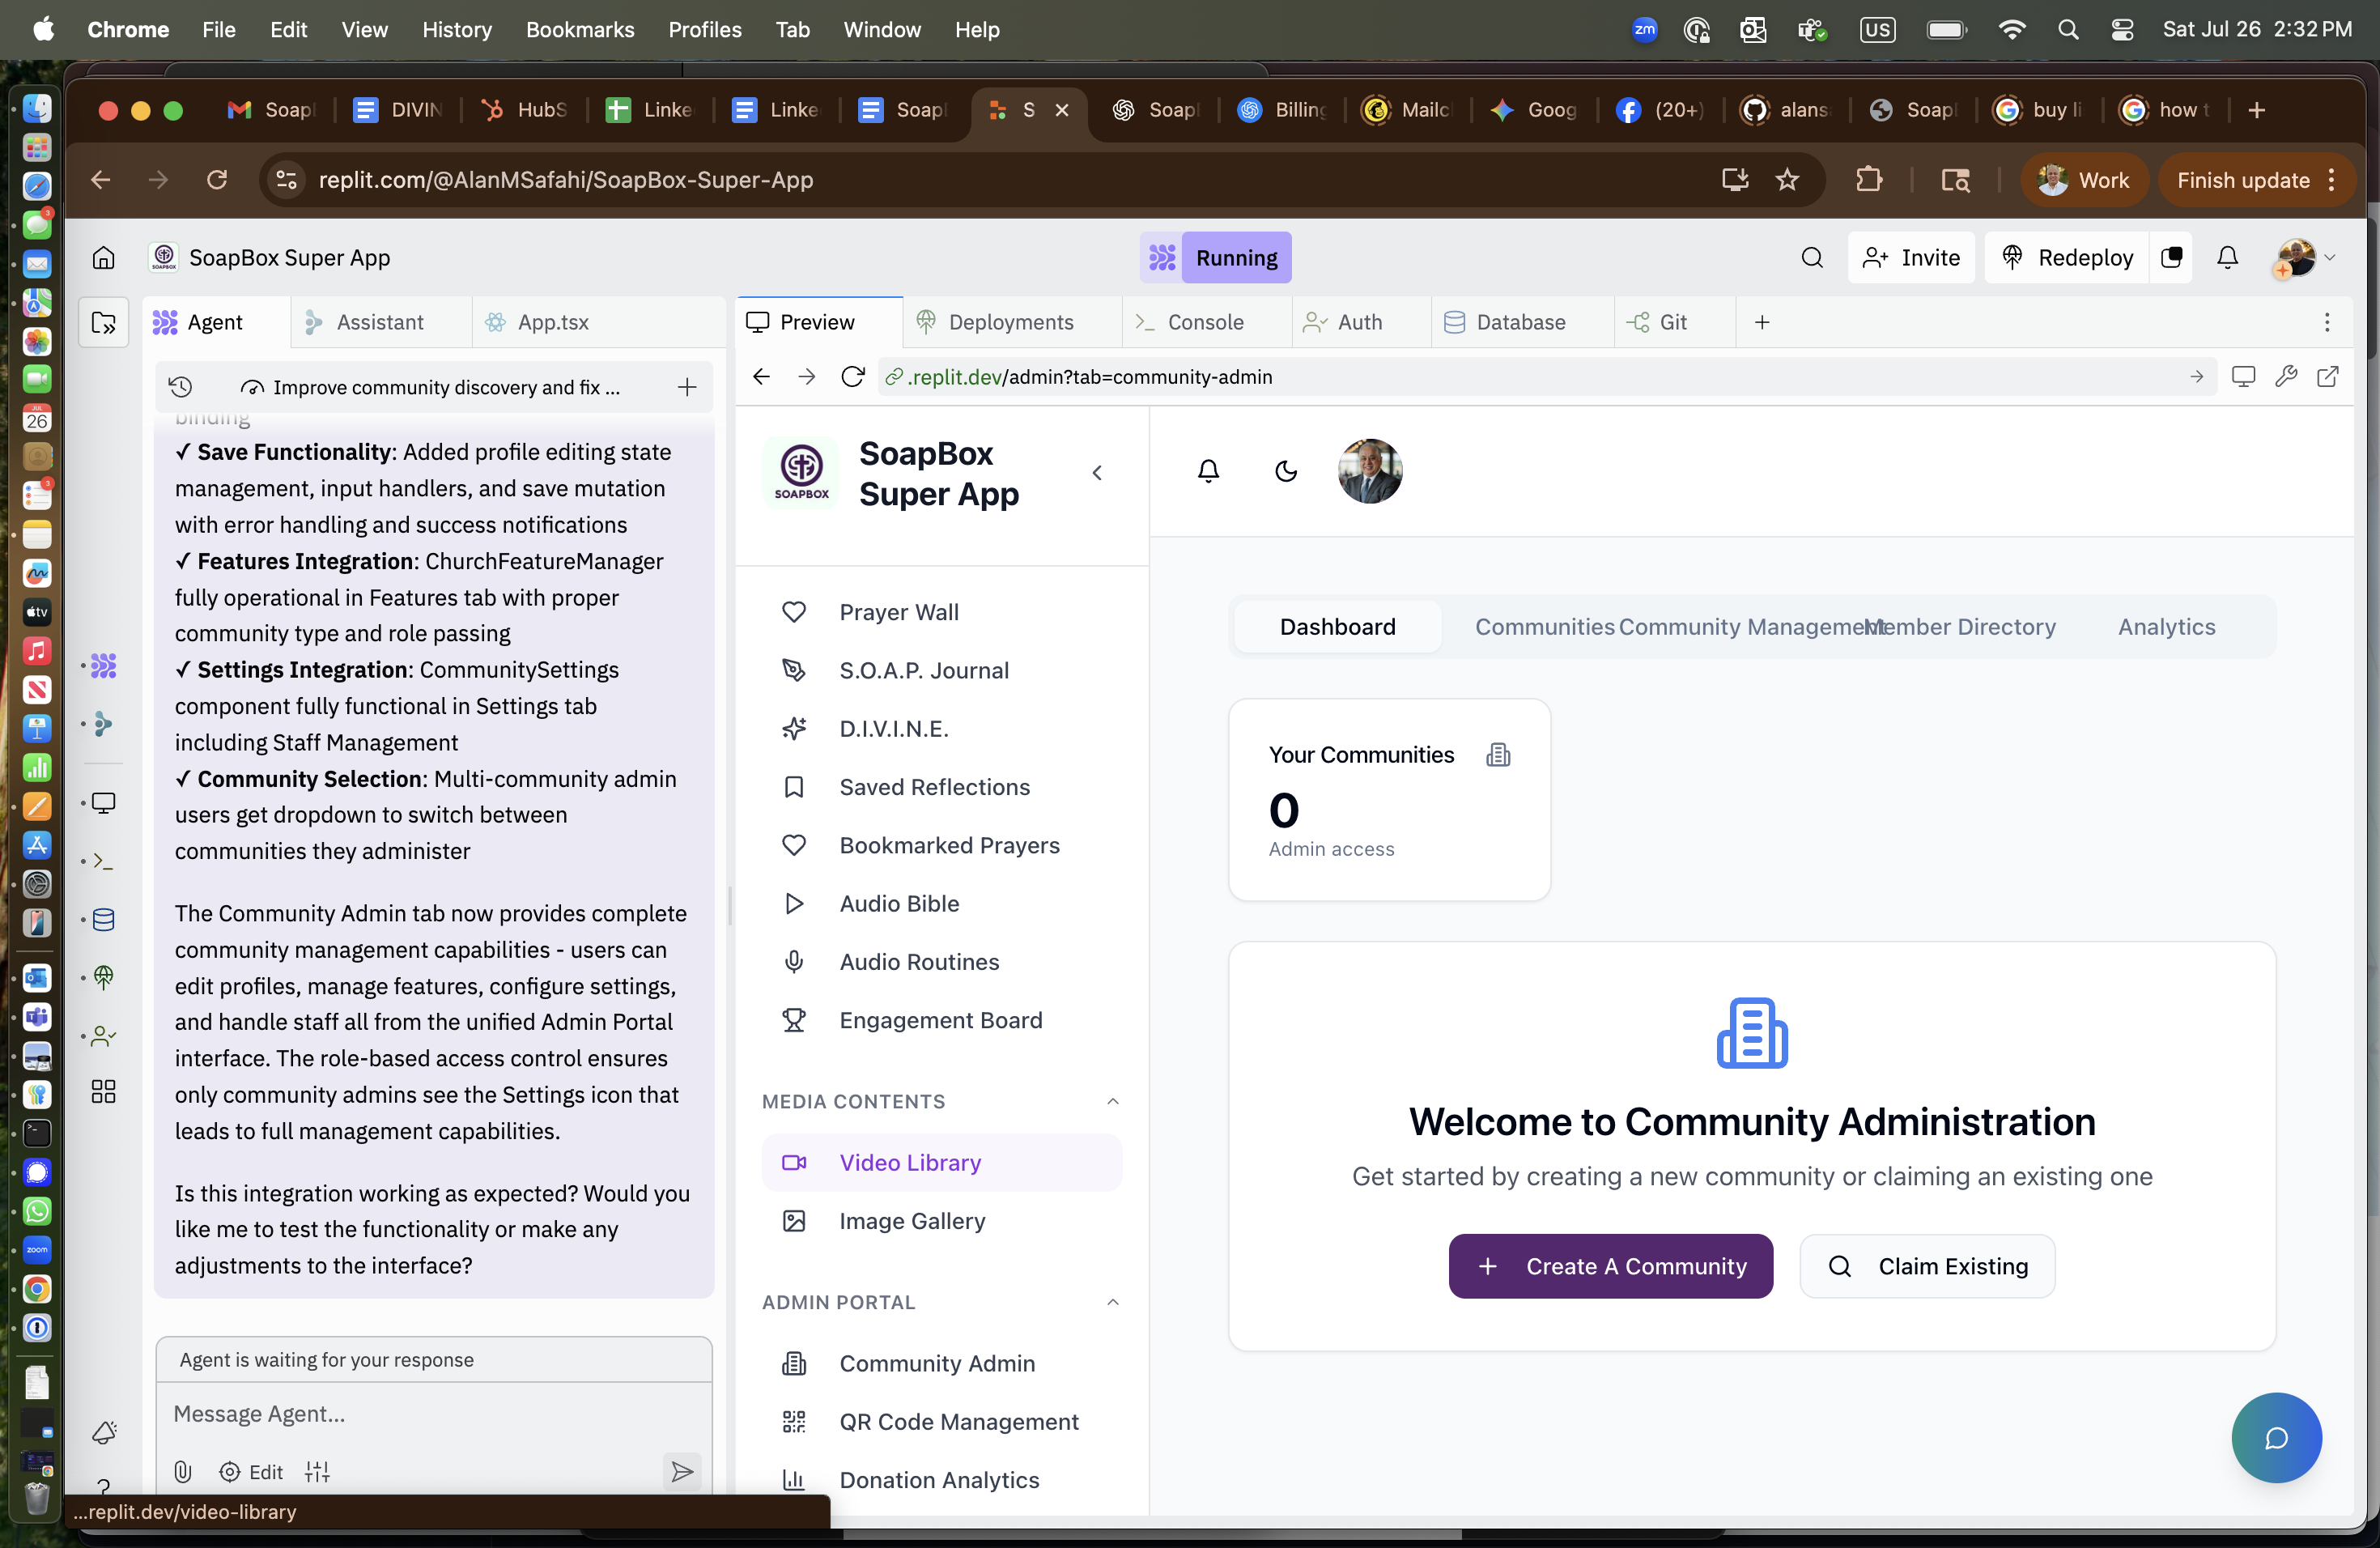 Chrome File Edit View History Bookmarks Profiles Tab Window Help
zm US Sat Jul 26 2:32 PM
Soap DIVIN HubS Linke Linke Soap S Soap Billing Mailc Goog (20+) alans Soap buy li how t
replit.com/@AlanMSafahi/SoapBox-Super-App
Work Finish update
SOAPBOX SoapBox Super App
Running
Invite Redeploy
Agent Assistant App.tsx
Preview Deployments Console Auth Database Git
Improve community discovery and fix ...
.replit.dev/admin?tab=community-admin
binding
✓ Save Functionality: Added profile editing state
management, input handlers, and save mutation
with error handling and success notifications
✓ Features Integration: ChurchFeatureManager
fully operational in Features tab with proper
community type and role passing
✓ Settings Integration: CommunitySettings
component fully functional in Settings tab
including Staff Management
✓ Community Selection: Multi-community admin
users get dropdown to switch between
communities they administer
The Community Admin tab now provides complete
community management capabilities - users can
edit profiles, manage features, configure settings,
and handle staff all from the unified Admin Portal
interface. The role-based access control ensures
only community admins see the Settings icon that
leads to full management capabilities.
Is this integration working as expected? Would you
like me to test the functionality or make any
adjustments to the interface?
Agent is waiting for your response
Message Agent...
Edit
...replit.dev/video-library
SOAPBOX
SoapBox
Super App
Prayer Wall
S.O.A.P. Journal
D.I.V.I.N.E.
Saved Reflections
Bookmarked Prayers
Audio Bible
Audio Routines
Engagement Board
MEDIA CONTENTS
Video Library
Image Gallery
ADMIN PORTAL
Community Admin
QR Code Management
Donation Analytics
Dashboard Communities Community Management Member Directory Analytics
Your Communities
0
Admin access
Welcome to Community Administration
Get started by creating a new community or claiming an existing one
Create A Community
Claim Existing
3
JUL
26
3
tv
zoom